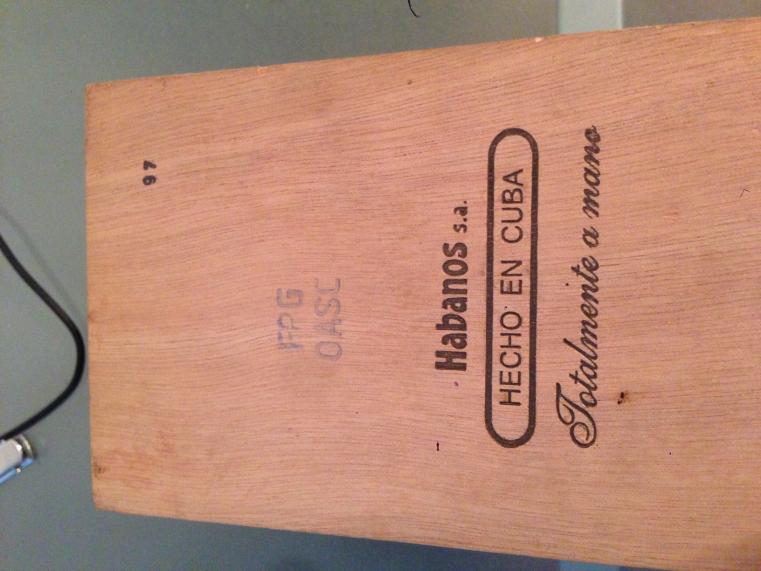 Habanos s.a.
HECHO EN CUBA
Totalmente a mano
FPG
OASC
97